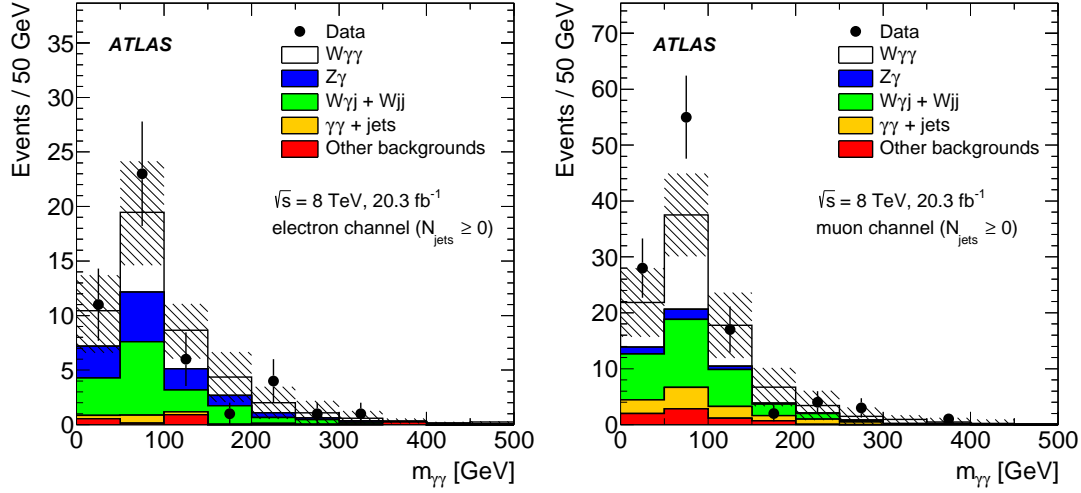 ATLAS
Data
Wγγ
Zγ
Wγj + Wjj
γγ + jets
Other backgrounds
√s = 8 TeV, 20.3 fb⁻¹
electron channel (N_jets ≥ 0)
Events / 50 GeV
35
30
25
20
15
10
5
0
0 100 200 300 400 500
m_γγ [GeV]
ATLAS
Data
Wγγ
Zγ
Wγj + Wjj
γγ + jets
Other backgrounds
√s = 8 TeV, 20.3 fb⁻¹
muon channel (N_jets ≥ 0)
Events / 50 GeV
70
60
50
40
30
20
10
0
0 100 200 300 400 500
m_γγ [GeV]